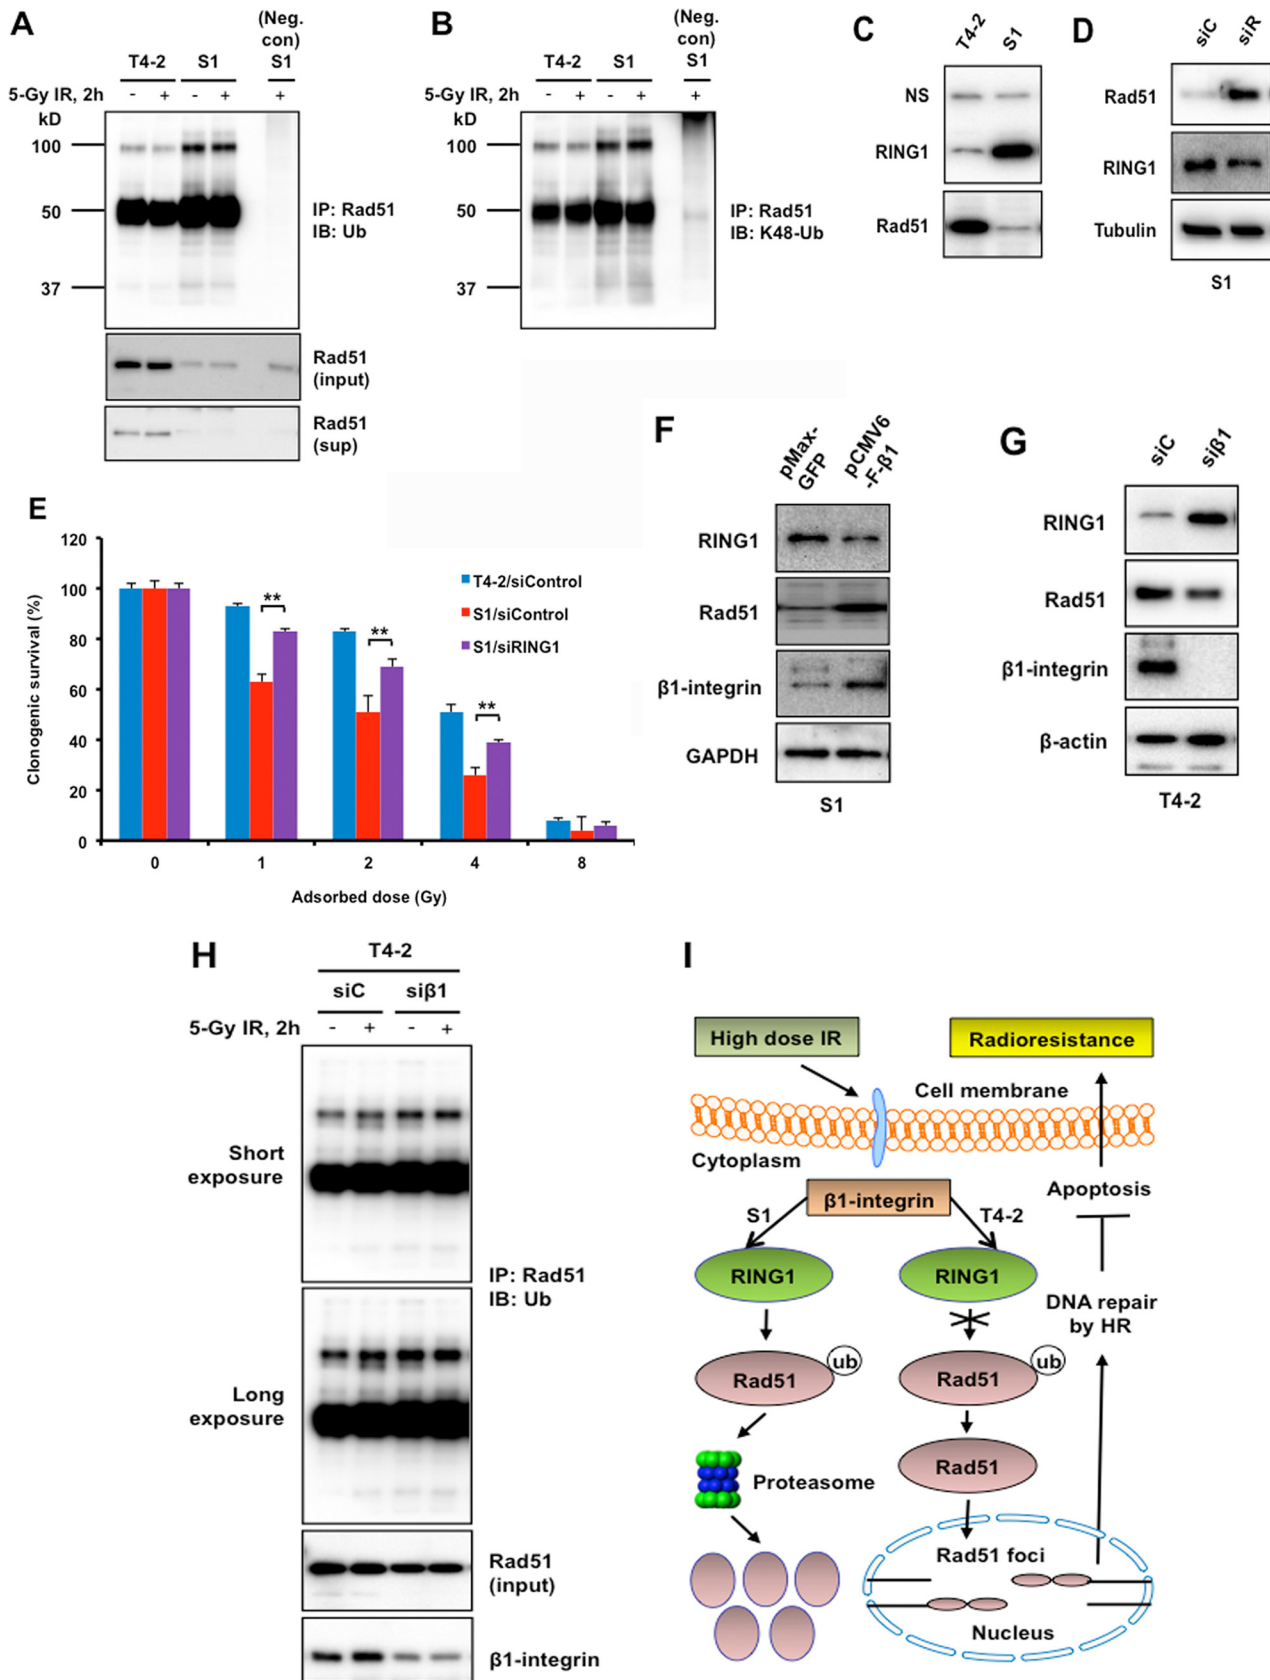 A
(Neg.
con)
T4-2 S1 S1
5-Gy IR, 2h - + - + +
kD
100
50
37
IP: Rad51
IB: Ub
Rad51
(input)
Rad51
(sup)
B
(Neg.
con)
T4-2 S1 S1
5-Gy IR, 2h - + - + +
kD
100
50
37
IP: Rad51
IB: K48-Ub
C
T4-2 S1
NS
RING1
Rad51
D
siC siR
Rad51
RING1
Tubulin
S1
E
Clonogenic survival (%)
120
100
80
60
40
20
0
T4-2/siControl
S1/siControl
S1/siRING1
**
**
**
0 1 2 4 8
Adsorbed dose (Gy)
F
pMax-
GFP
pCMV6
-F-β1
RING1
Rad51
β1-integrin
GAPDH
S1
G
siC siβ1
RING1
Rad51
β1-integrin
β-actin
T4-2
H
T4-2
siC siβ1
5-Gy IR, 2h - + - +
Short
exposure
Long
exposure
IP: Rad51
IB: Ub
Rad51
(input)
β1-integrin
I
High dose IR
Radioresistance
Cell membrane
Cytoplasm
β1-integrin
Apoptosis
S1
T4-2
RING1
RING1
DNA repair
by HR
Rad51
ub
Rad51
ub
Rad51
Proteasome
Rad51 foci
Nucleus